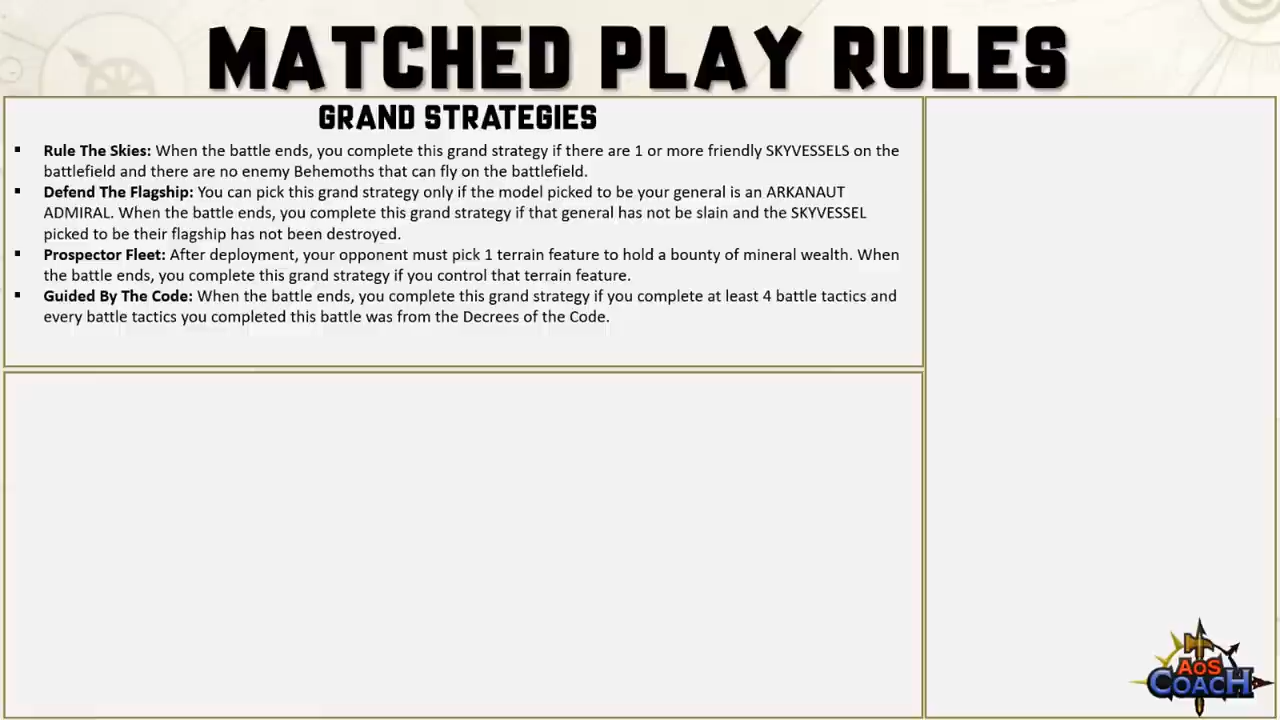 MATCHED PLAY RULES
GRAND STRATEGIES
▪ Rule The Skies: When the battle ends, you complete this grand strategy if there are 1 or more friendly SKYVESSELS on the
battlefield and there are no enemy Behemoths that can fly on the battlefield.
▪ Defend The Flagship: You can pick this grand strategy only if the model picked to be your general is an ARKANAUT
ADMIRAL. When the battle ends, you complete this grand strategy if that general has not be slain and the SKYVESSEL
picked to be their flagship has not been destroyed.
▪ Prospector Fleet: After deployment, your opponent must pick 1 terrain feature to hold a bounty of mineral wealth. When
the battle ends, you complete this grand strategy if you control that terrain feature.
▪ Guided By The Code: When the battle ends, you complete this grand strategy if you complete at least 4 battle tactics and
every battle tactics you completed this battle was from the Decrees of the Code.
AoS
COACH